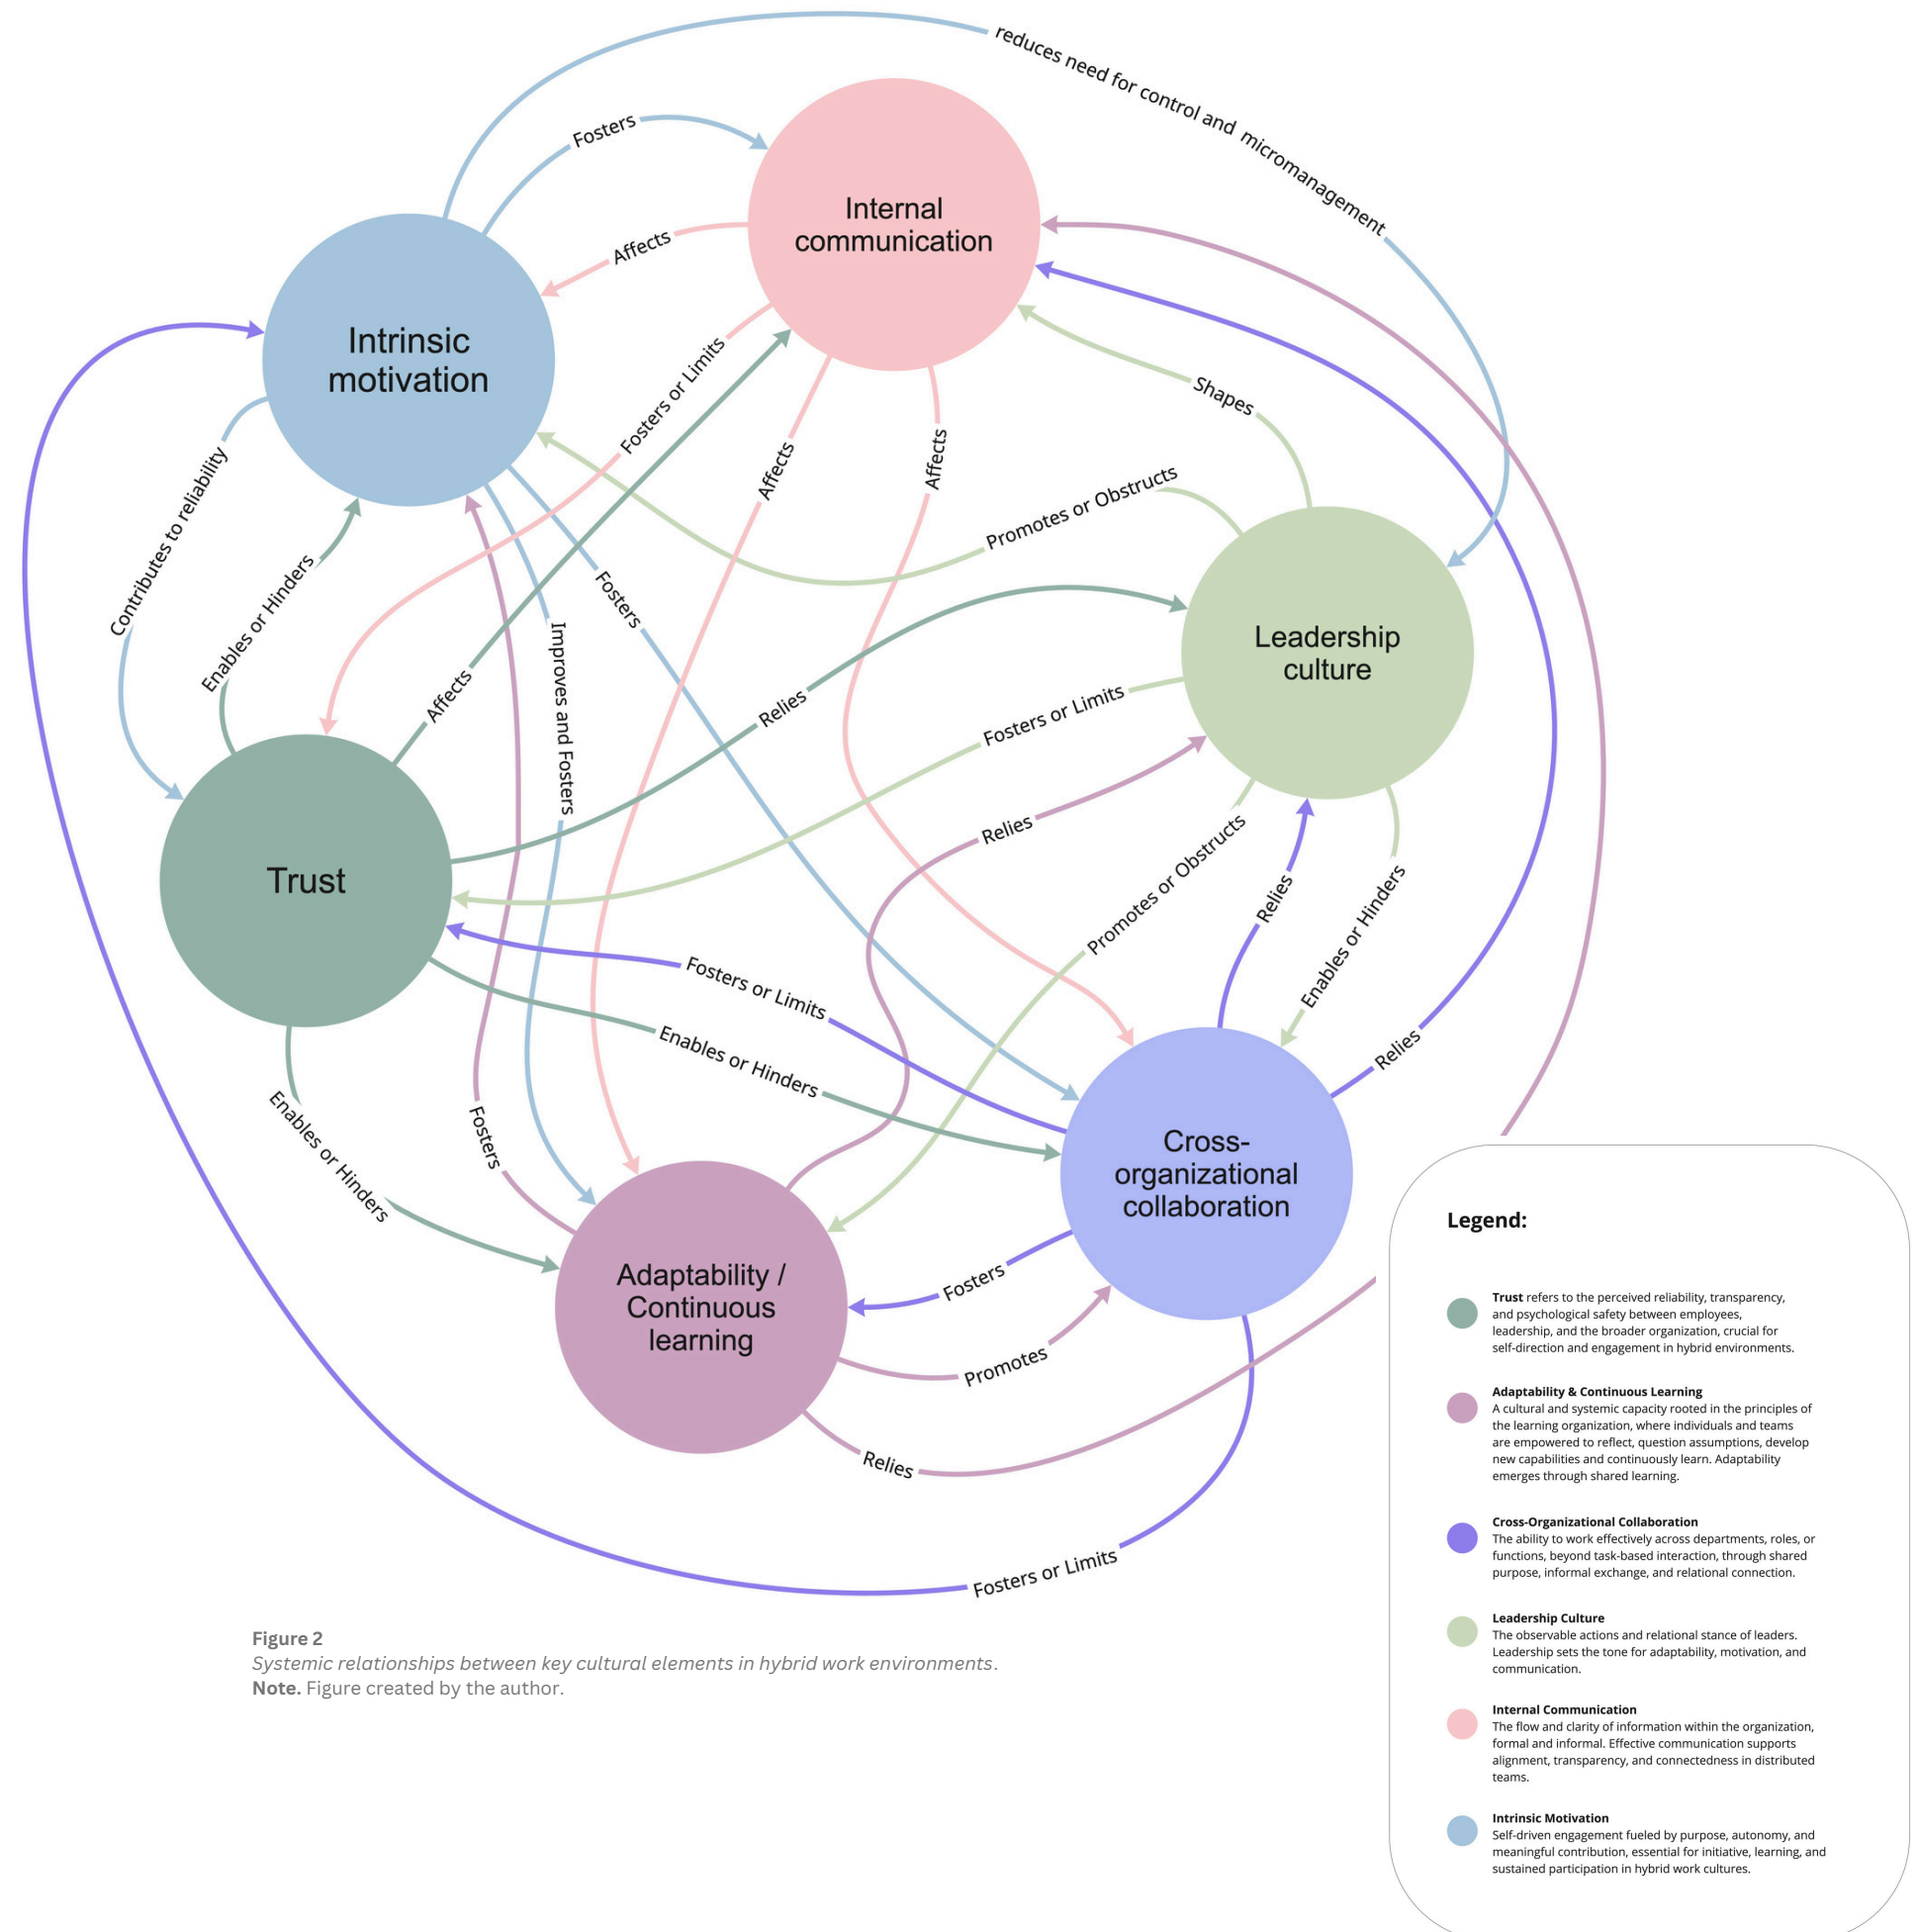 reduces need for control and micromanagement
Fosters
Internal
communication
Affects
Intrinsic
motivation
Fosters or Limits
Shapes
Affects
Affects
Promotes or Obstructs
Contributes to reliability
Enables or Hinders
Fosters
Improves and Fosters
Leadership
culture
Affects
Relies
Fosters or Limits
Relies
Promotes or Obstructs
Trust
Relies
Enables or Hinders
Fosters or Limits
Enables or Hinders
Relies
Enables or Hinders
Fosters
Cross-
organizational
collaboration
Adaptability /
Continuous
learning
Fosters
Promotes
Relies
Fosters or Limits
Legend:
Trust refers to the perceived reliability, transparency,
and psychological safety between employees,
leadership, and the broader organization, crucial for
self-direction and engagement in hybrid environments.
Adaptability & Continuous Learning
A cultural and systemic capacity rooted in the principles of
the learning organization, where individuals and teams
are empowered to reflect, question assumptions, develop
new capabilities and continuously learn. Adaptability
emerges through shared learning.
Cross-Organizational Collaboration
The ability to work effectively across departments, roles, or
functions, beyond task-based interaction, through shared
purpose, informal exchange, and relational connection.
Leadership Culture
The observable actions and relational stance of leaders.
Leadership sets the tone for adaptability, motivation, and
communication.
Internal Communication
The flow and clarity of information within the organization,
formal and informal. Effective communication supports
alignment, transparency, and connectedness in distributed
teams.
Intrinsic Motivation
Self-driven engagement fueled by purpose, autonomy, and
meaningful contribution, essential for initiative, learning, and
sustained participation in hybrid work cultures.
Figure 2
Systemic relationships between key cultural elements in hybrid work environments.
Note. Figure created by the author.